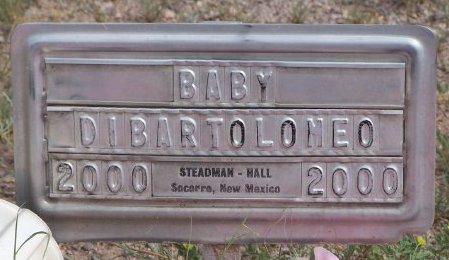 BABY
DIBARTOLOMEO
2000 STEADMAN - HALL 2000
Socorro, New Mexico